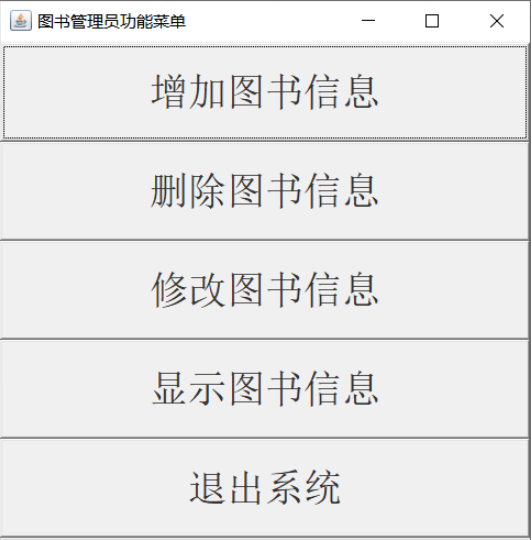 图书管理员功能菜单
增加图书信息
删除图书信息
修改图书信息
显示图书信息
退出系统